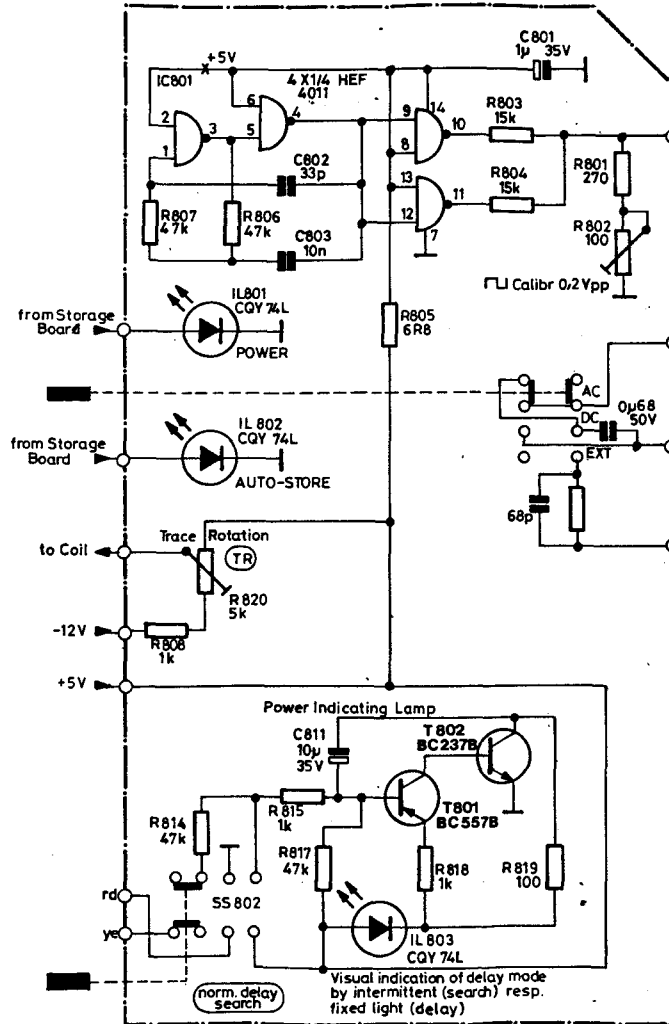 C801
1µ 35V
+5V
IC801
4 X1/4 HEF
4011
6
2
3
4
5
1
9
14
10
8
R803
15k
R801
270
C802
33p
13
11
12
7
R804
15k
R807
47k
R806
47k
C803
10n
R802
100
Calibr 0,2Vpp
from Storage
Board
IL801
CQY 74L
POWER
R805
6R8
AC
DC
EXT
0µ68
50V
68p
from Storage
Board
IL 802
CQY 74L
AUTO-STORE
to Coil
Trace Rotation
TR
R820
5k
-12V
R808
1k
+5V
Power Indicating Lamp
C811
10µ
35V
T802
BC237B
R814
47k
R815
1k
T801
BC557B
R817
47k
R818
1k
R819
100
rd
SS802
ye
IL803
CQY 74L
norm. delay
search
Visual indication of delay mode
by intermittent (search) resp.
fixed light (delay)